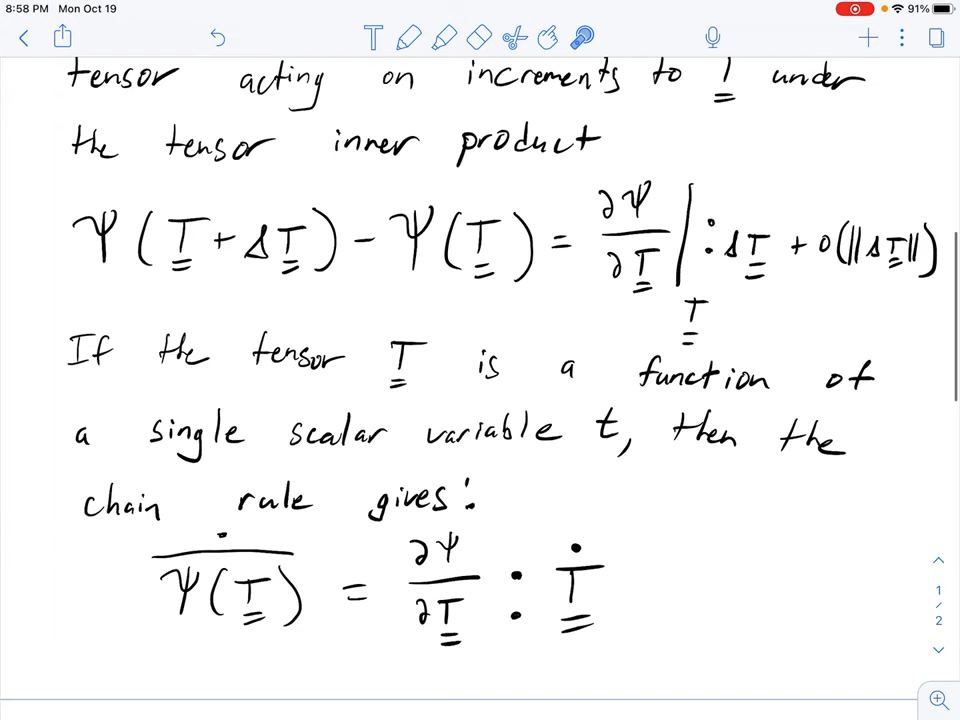 8:58 PM Mon Oct 19 91%
tensor acting on increments to T under
the tensor inner product
Ψ(T + ΔT) − Ψ(T) = ∂Ψ/∂T |T : ΔT + o(||ΔT||)
If the tensor T is a function of
a single scalar variable t, then the
chain rule gives:
Ψ(T)̇ = ∂Ψ/∂T : Ṫ
1/2